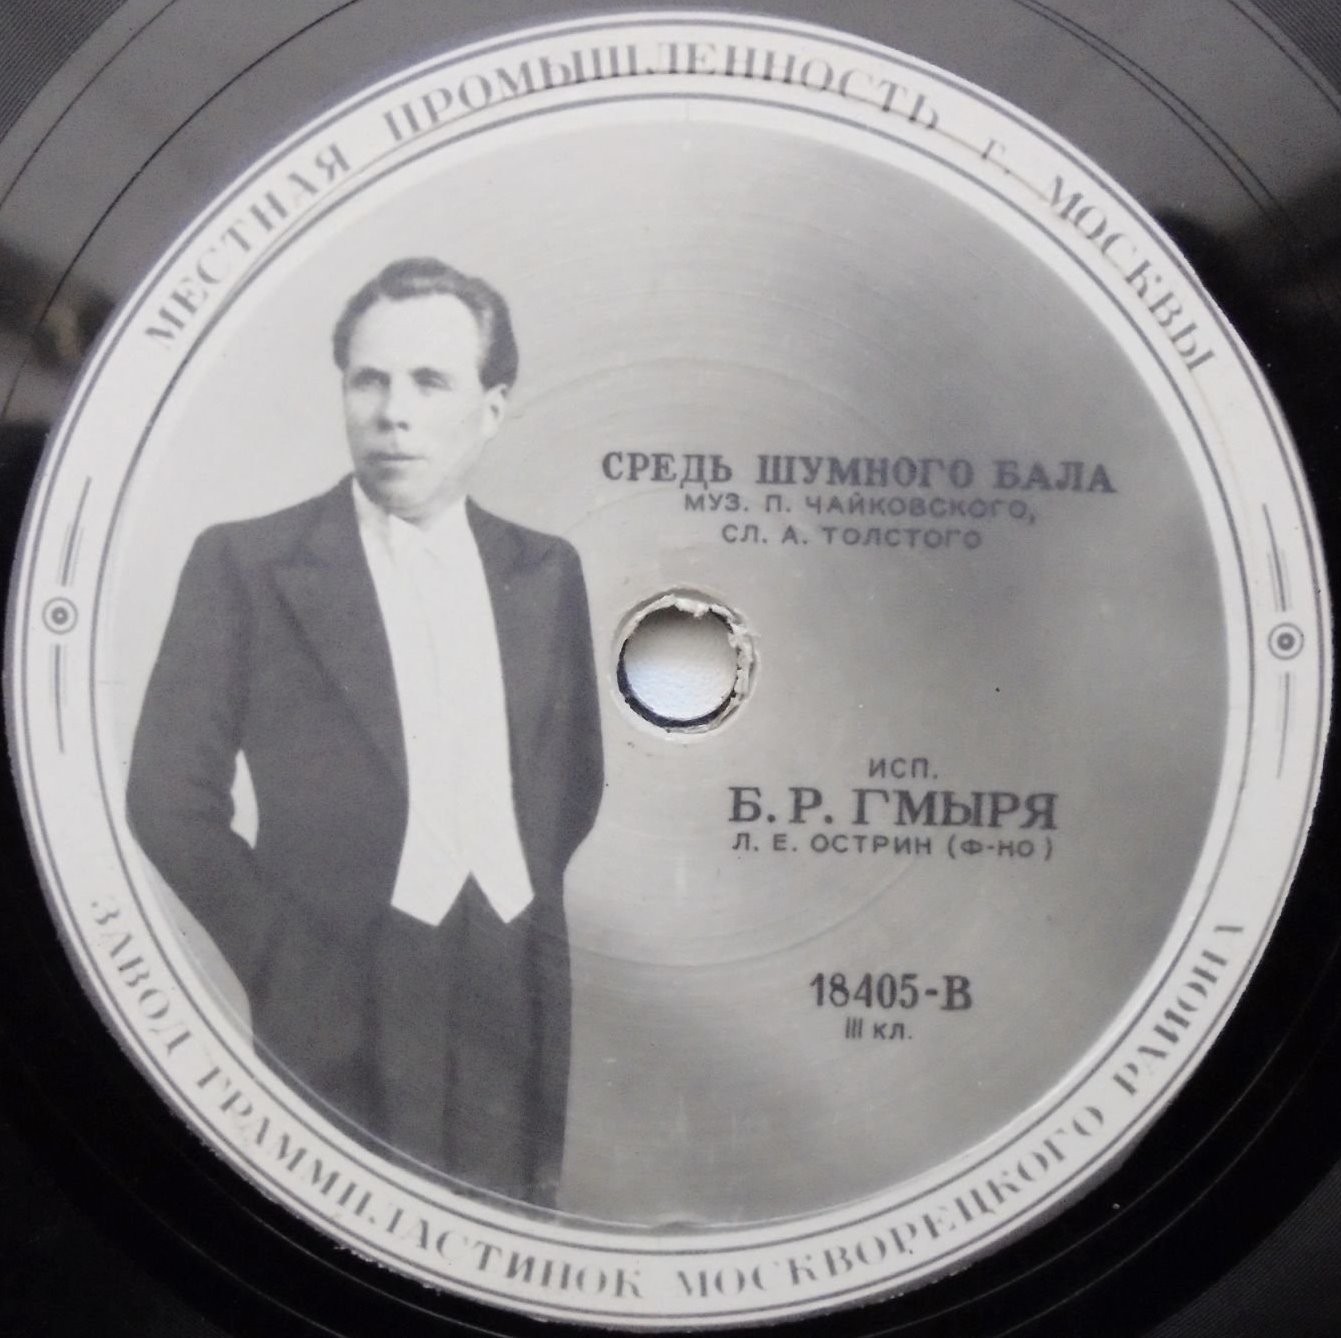 МЕСТНАЯ ПРОМЫШЛЕННОСТЬ г. МОСКВЫ
СРЕДЬ ШУМНОГО БАЛА
МУЗ. П. ЧАЙКОВСКОГО,
СЛ. А. ТОЛСТОГО
ИСП.
Б. Р. ГМЫРЯ
Л. Е. ОСТРИН (Ф-НО)
18405-В
III КЛ.
ЗАВОД ГРАММПЛАСТИНОК МОСКВОРЕЦКОГО РАЙОНА